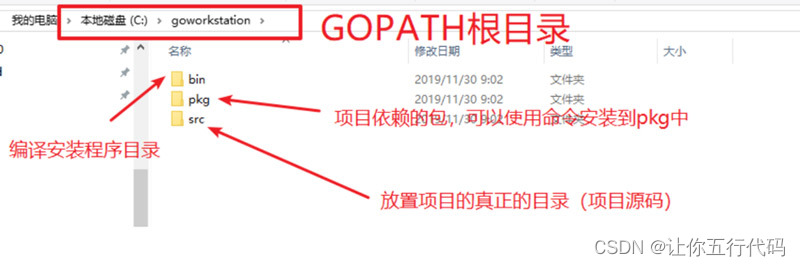 我的电脑 › 本地磁盘 (C:) › goworkstation ›
GOPATH根目录
名称 修改日期 类型 大小
bin 2019/11/30 9:02 文件夹
pkg 2019/11/30 9:02 文件夹
项目依赖的包，可以使用命令安装到pkg中
src 2019/11/30 9:02 文件夹
编译安装程序目录
放置项目的真正的目录（项目源码）
CSDN @让你五行代码